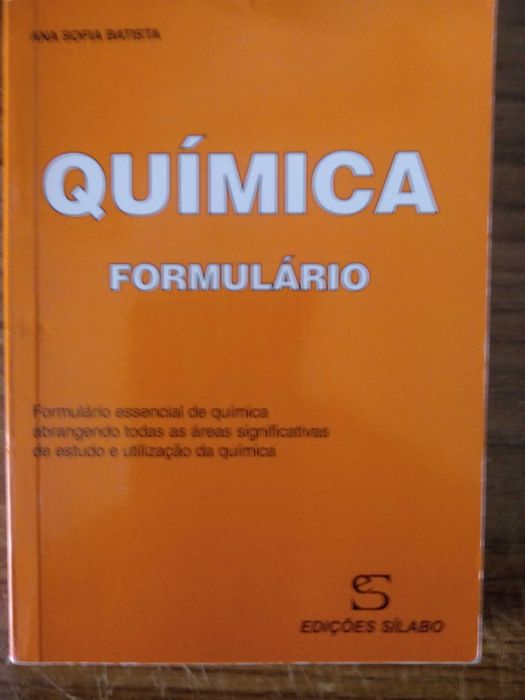 ANA SOFIA BATISTA
QUÍMICA
FORMULÁRIO
Formulário essencial de química
abrangendo todas as áreas significativas
de estudo e utilização da química
eS
EDIÇÕES SÍLABO